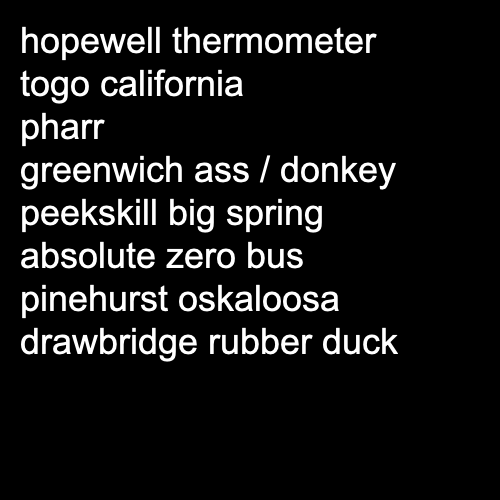 hopewell thermometer
togo california
pharr
greenwich ass / donkey
peekskill big spring
absolute zero bus
pinehurst oskaloosa
drawbridge rubber duck